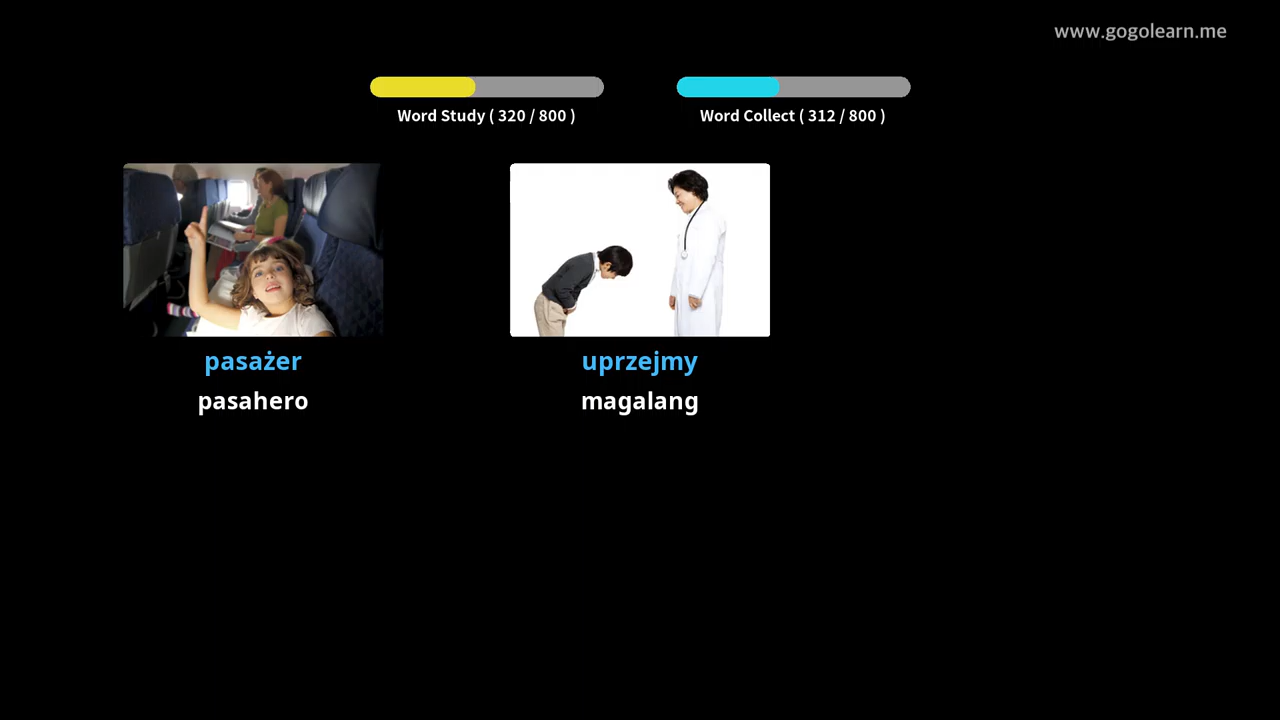 www.gogolearn.me
Word Study ( 320 / 800 )
Word Collect ( 312 / 800 )
pasażer
pasahero
uprzejmy
magalang